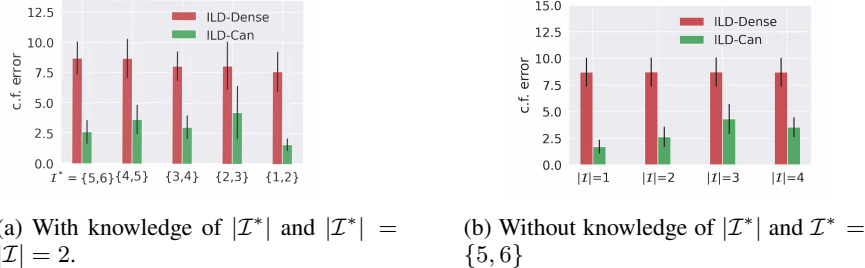 12.5
10.0
7.5
5.0
2.5
0.0
c.f. error
ILD-Dense
ILD-Can
𝓘* = {5,6} {4,5} {3,4} {2,3} {1,2}
(a) With knowledge of |𝓘*| and |𝓘*| =
|𝓘| = 2.
15.0
12.5
10.0
7.5
5.0
2.5
0.0
c.f. error
ILD-Dense
ILD-Can
|𝓘|=1 |𝓘|=2 |𝓘|=3 |𝓘|=4
(b) Without knowledge of |𝓘*| and 𝓘* =
{5, 6}